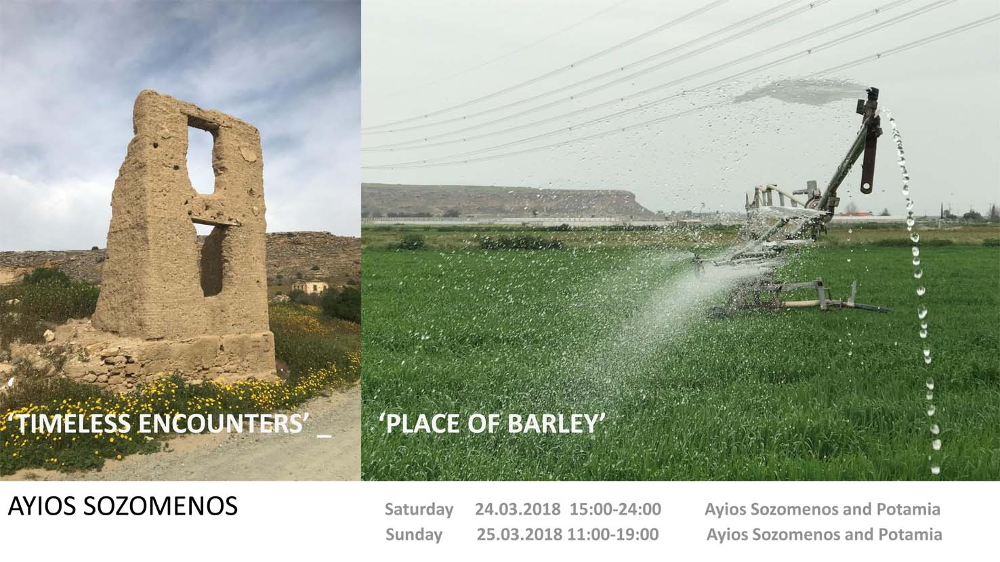 ‘TIMELESS ENCOUNTERS’ _ ‘PLACE OF BARLEY’
AYIOS SOZOMENOS
Saturday 24.03.2018 15:00-24:00 Ayios Sozomenos and Potamia
Sunday 25.03.2018 11:00-19:00 Ayios Sozomenos and Potamia